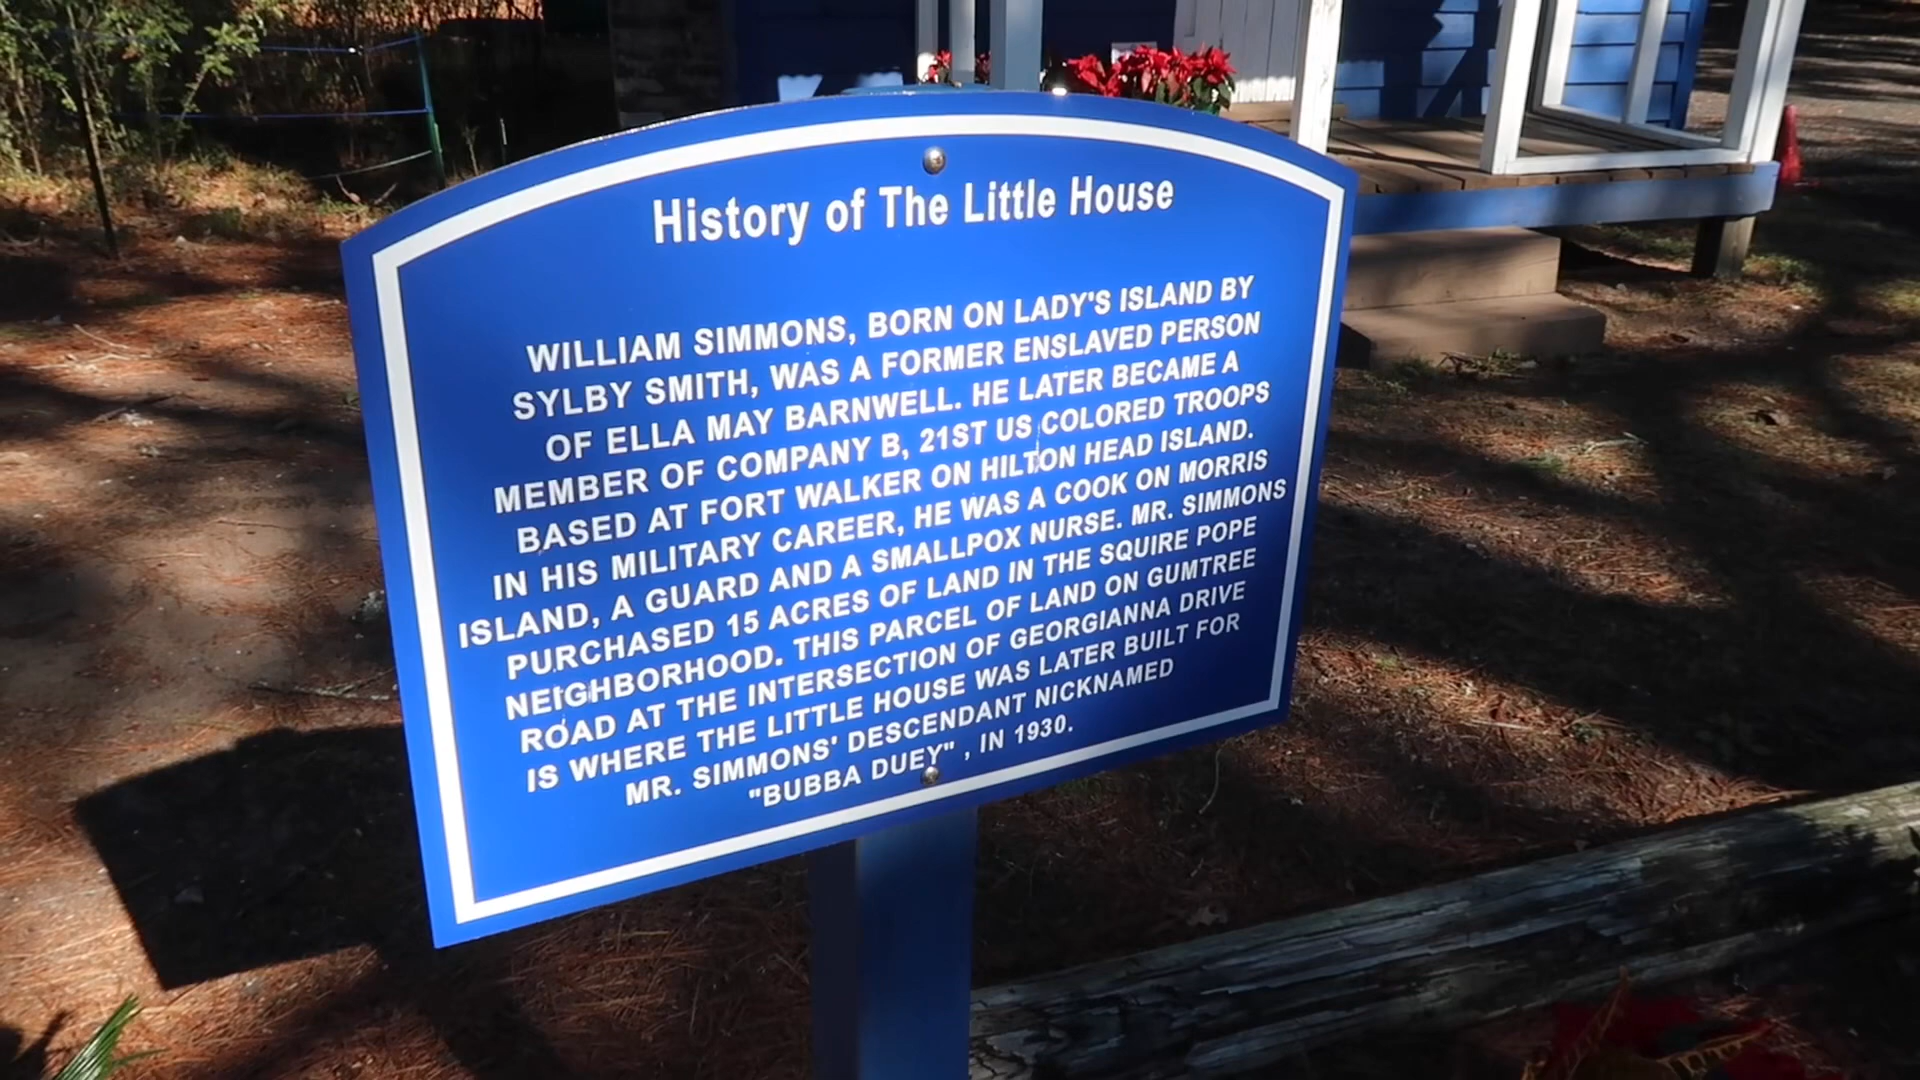 History of The Little House
WILLIAM SIMMONS, BORN ON LADY'S ISLAND BY
SYLBY SMITH, WAS A FORMER ENSLAVED PERSON
OF ELLA MAY BARNWELL. HE LATER BECAME A
MEMBER OF COMPANY B, 21ST US COLORED TROOPS
BASED AT FORT WALKER ON HILTON HEAD ISLAND.
IN HIS MILITARY CAREER, HE WAS A COOK ON MORRIS
ISLAND, A GUARD AND A SMALLPOX NURSE. MR. SIMMONS
PURCHASED 15 ACRES OF LAND IN THE SQUIRE POPE
NEIGHBORHOOD. THIS PARCEL OF LAND ON GUMTREE
ROAD AT THE INTERSECTION OF GEORGIANNA DRIVE
IS WHERE THE LITTLE HOUSE WAS LATER BUILT FOR
MR. SIMMONS' DESCENDANT NICKNAMED
"BUBBA DUEY" , IN 1930.